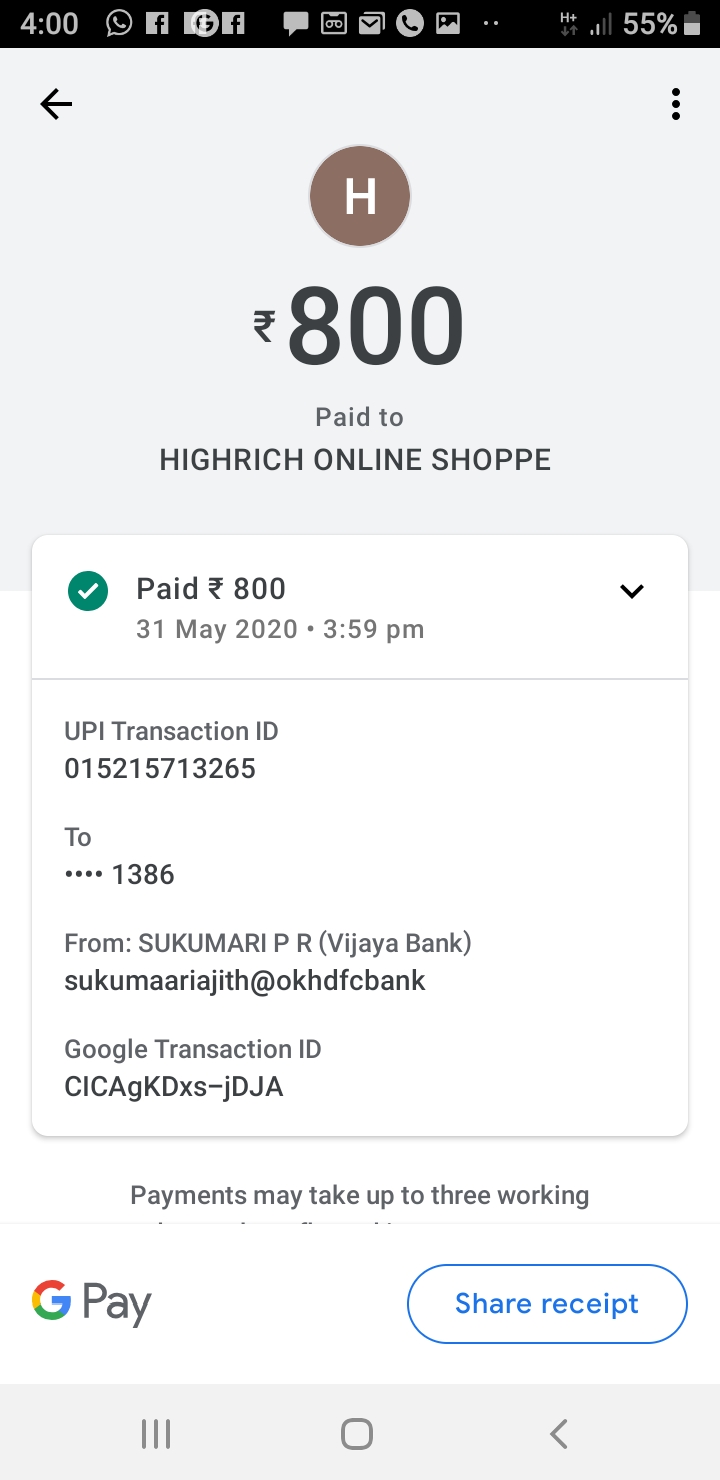 4:00
H+
55%
H
₹800
Paid to
HIGHRICH ONLINE SHOPPE
Paid ₹ 800
31 May 2020 • 3:59 pm
UPI Transaction ID
015215713265
To
•••• 1386
From: SUKUMARI P R (Vijaya Bank)
sukumaariajith@okhdfcbank
Google Transaction ID
CICAgKDxs-jDJA
Payments may take up to three working
G Pay
Share receipt